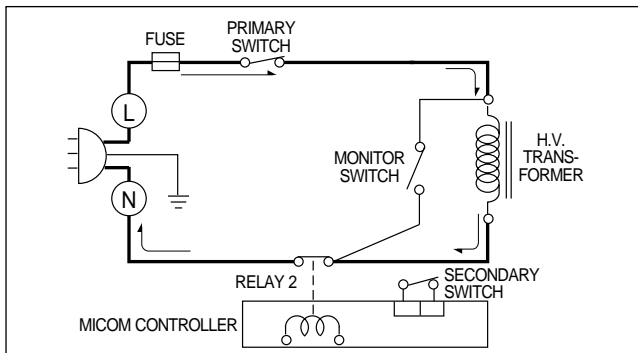 PRIMARY
SWITCH
FUSE
L
H.V.
TRANS-
FORMER
MONITOR
SWITCH
N
RELAY 2
SECONDARY
SWITCH
MICOM CONTROLLER